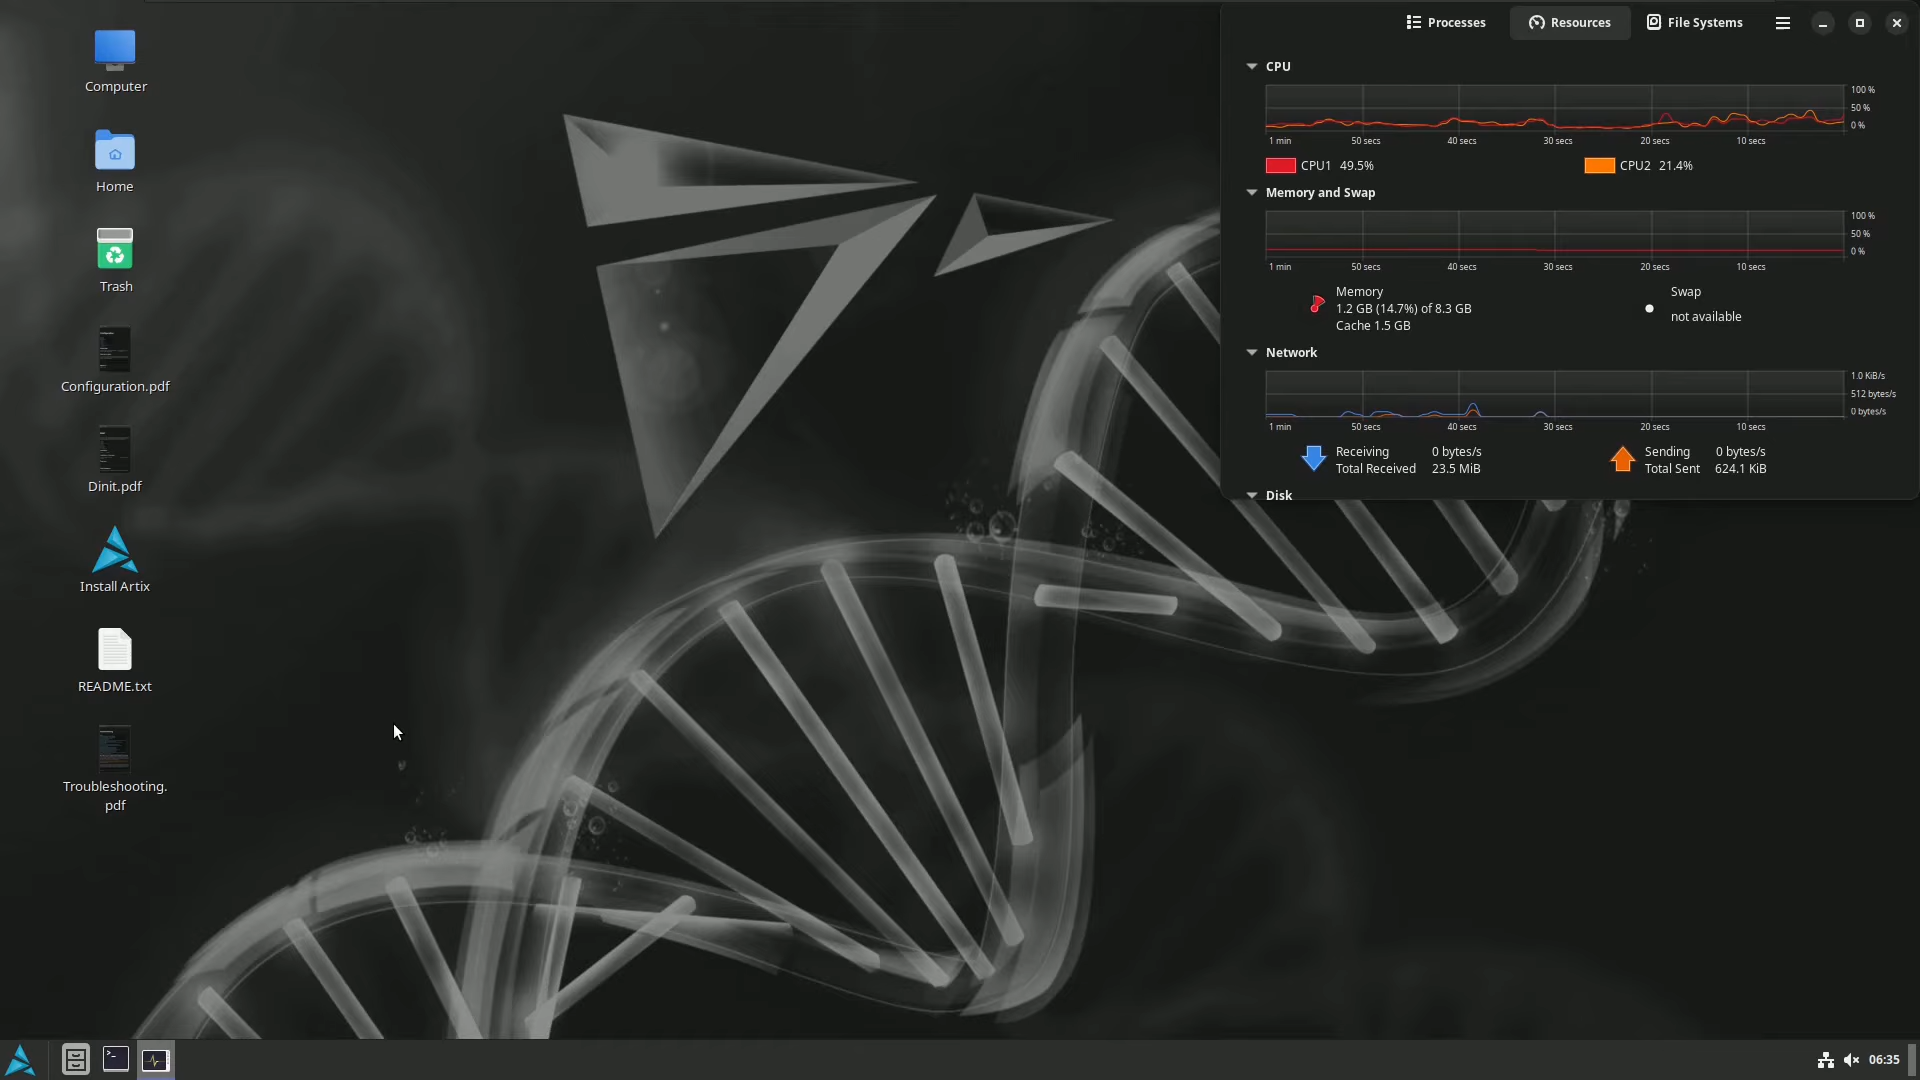 Computer
Home
Trash
Configuration.pdf
Dinit.pdf
Install Artix
README.txt
Troubleshooting.
pdf
Processes
Resources
File Systems
CPU
100 %
50 %
0 %
1 min 50 secs 40 secs 30 secs 20 secs 10 secs
CPU1 49.5%
CPU2 21.4%
Memory and Swap
100 %
50 %
0 %
1 min 50 secs 40 secs 30 secs 20 secs 10 secs
Memory
1.2 GB (14.7%) of 8.3 GB
Cache 1.5 GB
Swap
not available
Network
1.0 KiB/s
512 bytes/s
0 bytes/s
1 min 50 secs 40 secs 30 secs 20 secs 10 secs
Receiving 0 bytes/s
Total Received 23.5 MiB
Sending 0 bytes/s
Total Sent 624.1 KiB
Disk
06:35